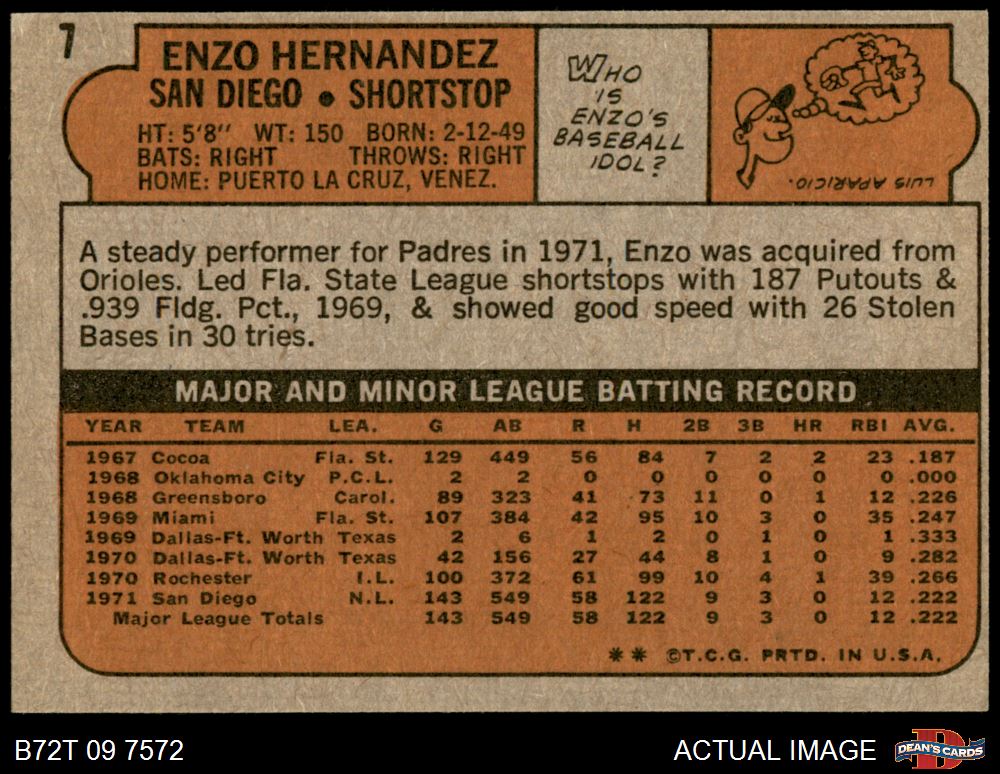 7
ENZO HERNANDEZ
SAN DIEGO • SHORTSTOP
HT: 5'8" WT: 150 BORN: 2-12-49
BATS: RIGHT THROWS: RIGHT
HOME: PUERTO LA CRUZ, VENEZ.
WHO
IS
ENZO'S
BASEBALL
IDOL?
LUIS APARICIO.
A steady performer for Padres in 1971, Enzo was acquired from
Orioles. Led Fla. State League shortstops with 187 Putouts &
.939 Fldg. Pct., 1969, & showed good speed with 26 Stolen
Bases in 30 tries.
MAJOR AND MINOR LEAGUE BATTING RECORD
YEAR TEAM LEA. G AB R H 2B 3B HR RBI AVG.
1967 Cocoa Fla. St. 129 449 56 84 7 2 2 23 .187
1968 Oklahoma City P.C.L. 2 2 0 0 0 0 0 0 .000
1968 Greensboro Carol. 89 323 41 73 11 0 1 12 .226
1969 Miami Fla. St. 107 384 42 95 10 3 0 35 .247
1969 Dallas-Ft. Worth Texas 2 6 1 2 0 1 0 1 .333
1970 Dallas-Ft. Worth Texas 42 156 27 44 8 1 0 9 .282
1970 Rochester I.L. 100 372 61 99 10 4 1 39 .266
1971 San Diego N.L. 143 549 58 122 9 3 0 12 .222
Major League Totals 143 549 58 122 9 3 0 12 .222
** ©T.C.G. PRTD. IN U.S.A.
B72T 09 7572
ACTUAL IMAGE
DEAN'S CARDS